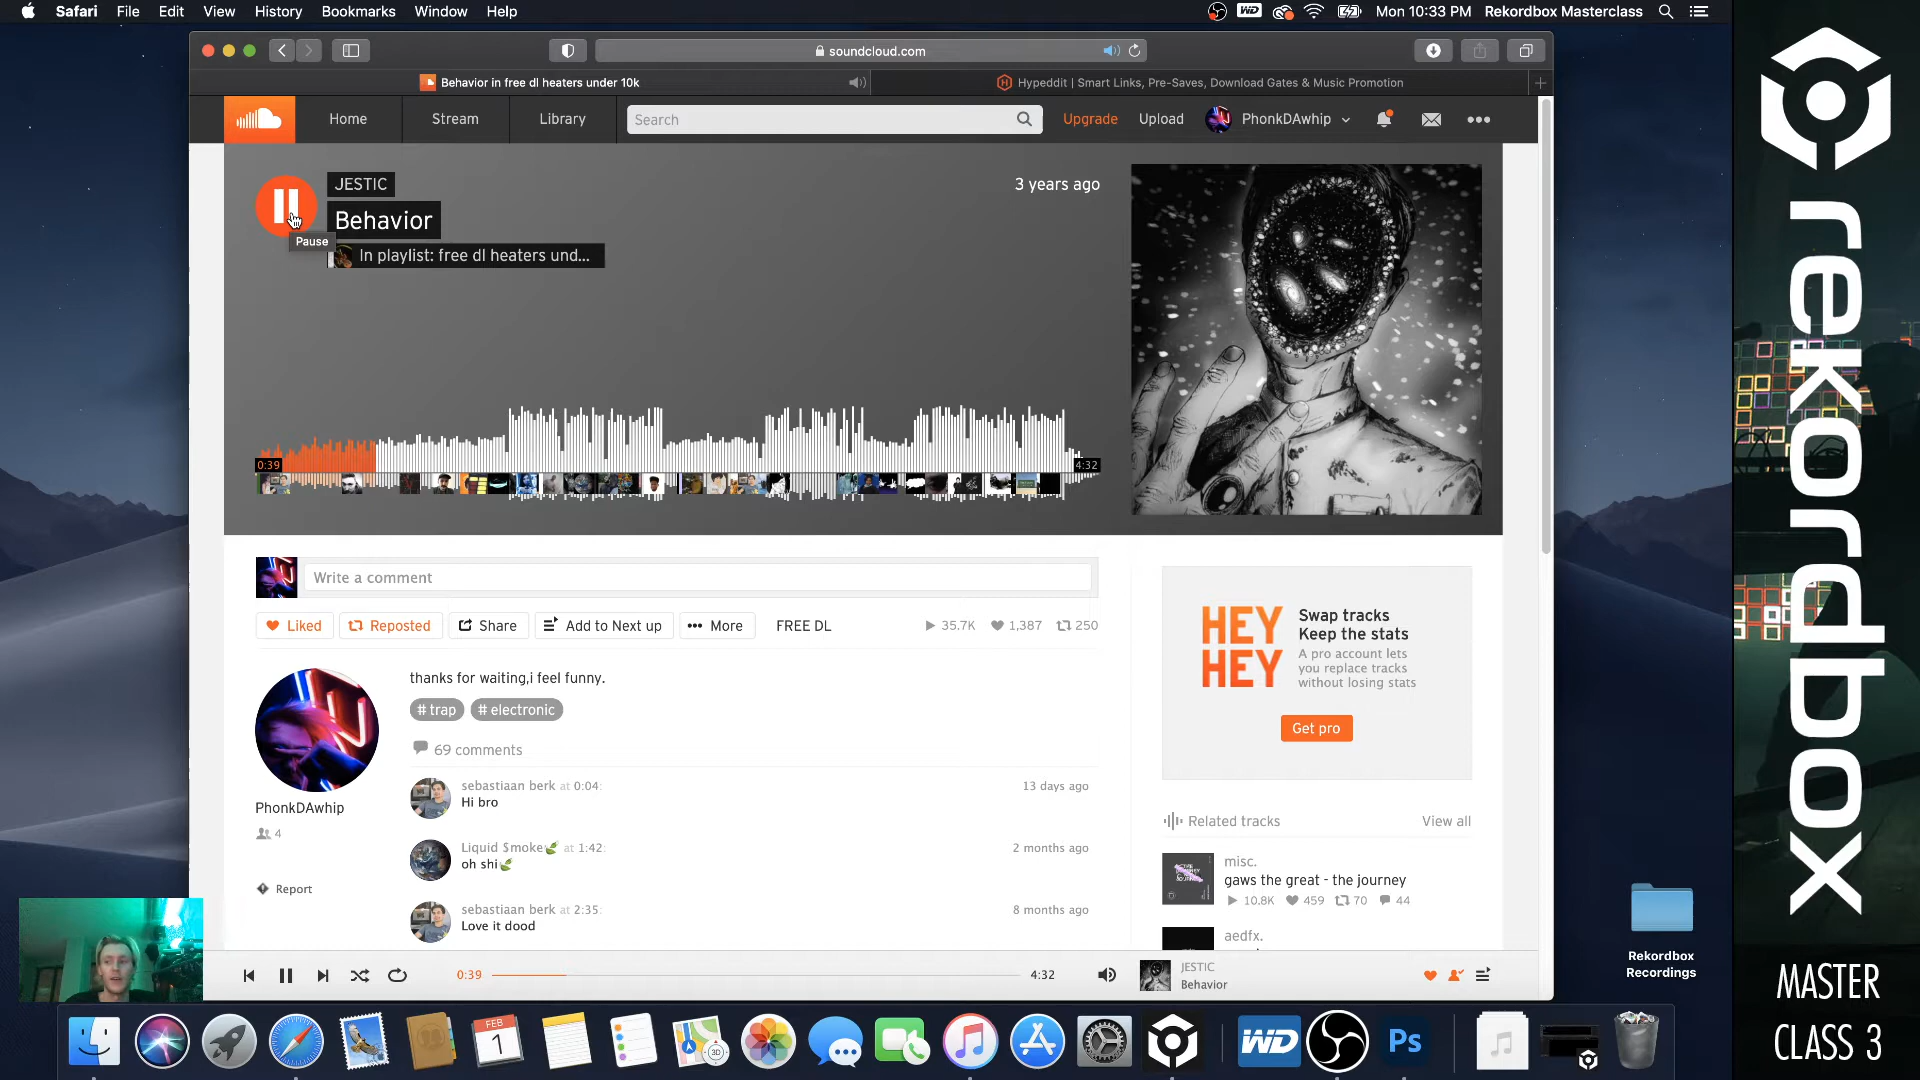 Safari File Edit View History Bookmarks Window Help
WD
Mon 10:33 PM Rekordbox Masterclass
soundcloud.com
Behavior in free dl heaters under 10k
Hypeddit | Smart Links, Pre-Saves, Download Gates & Music Promotion
Home Stream Library
Search
Upgrade Upload PhonkDAwhip
JESTIC
Behavior
Pause
In playlist: free dl heaters und...
3 years ago
0:39
4:32
Write a comment
Liked Reposted Share Add to Next up More FREE DL
35.7K 1,387 250
thanks for waiting,i feel funny.
# trap # electronic
69 comments
PhonkDAwhip
4
Report
sebastiaan berk at 0:04:
Hi bro
13 days ago
Liquid $moke at 1:42:
oh shi
2 months ago
sebastiaan berk at 2:35:
Love it dood
8 months ago
HEY
HEY
Swap tracks
Keep the stats
A pro account lets
you replace tracks
without losing stats
Get pro
Related tracks
View all
misc.
gaws the great - the journey
10.8K 459 70 44
aedfx.
0:39
4:32
JESTIC
Behavior
Rekordbox
Recordings
FEB
1
3D
WD
Ps
rekordbox
MASTER
CLASS 3